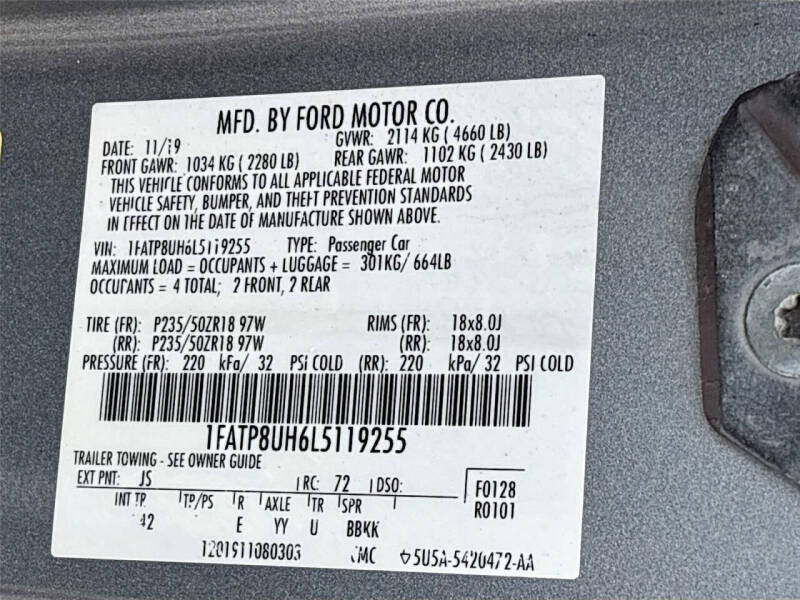 MFD. BY FORD MOTOR CO.
DATE: 11/19 GVWR: 2114 KG ( 4660 LB)
FRONT GAWR: 1034 KG ( 2280 LB) REAR GAWR: 1102 KG ( 2430 LB)
THIS VEHICLE CONFORMS TO ALL APPLICABLE FEDERAL MOTOR
VEHICLE SAFETY, BUMPER, AND THEFT PREVENTION STANDARDS
IN EFFECT ON THE DATE OF MANUFACTURE SHOWN ABOVE.
VIN: 1FATP8UH6L5119255 TYPE: Passenger Car
MAXIMUM LOAD = OCCUPANTS + LUGGAGE = 301KG/ 664LB
OCCUPANTS = 4 TOTAL; 2 FRONT, 2 REAR
TIRE (FR): P235/50ZR18 97W RIMS (FR): 18x8.0J
(RR): P235/50ZR18 97W (RR): 18x8.0J
PRESSURE (FR): 220 kPa/ 32 PSI COLD (RR): 220 kPa/ 32 PSI COLD
1FATP8UH6L5119255
TRAILER TOWING - SEE OWNER GUIDE
EXT PNT: JS RC: 72 DSO: F0128
INT TR TP/PS R AXLE TR SPR R0101
42 E YY U BBKK
1201911080303 5U5A-5420472-AA